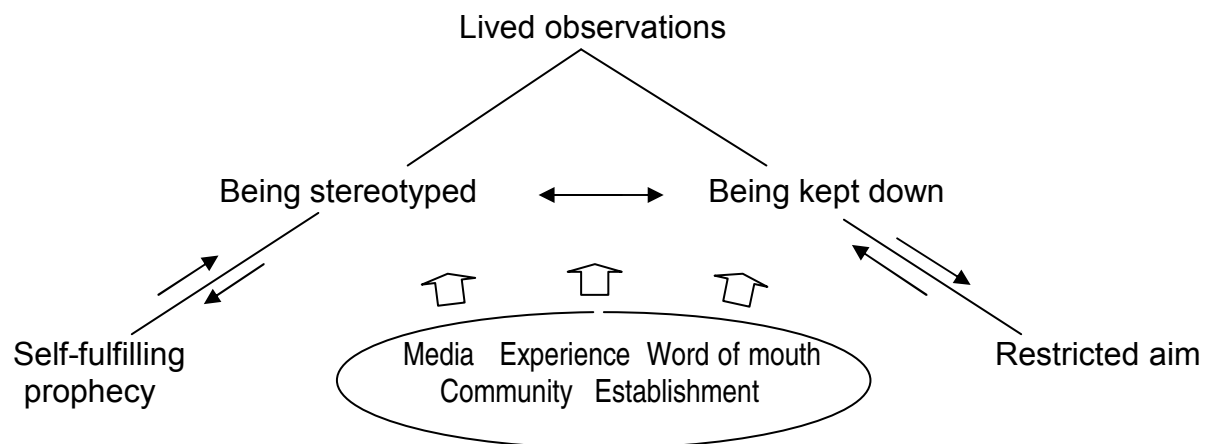 Lived observations
Being stereotyped
Being kept down
Self-fulfilling
prophecy
Media Experience Word of mouth
Community Establishment
Restricted aim